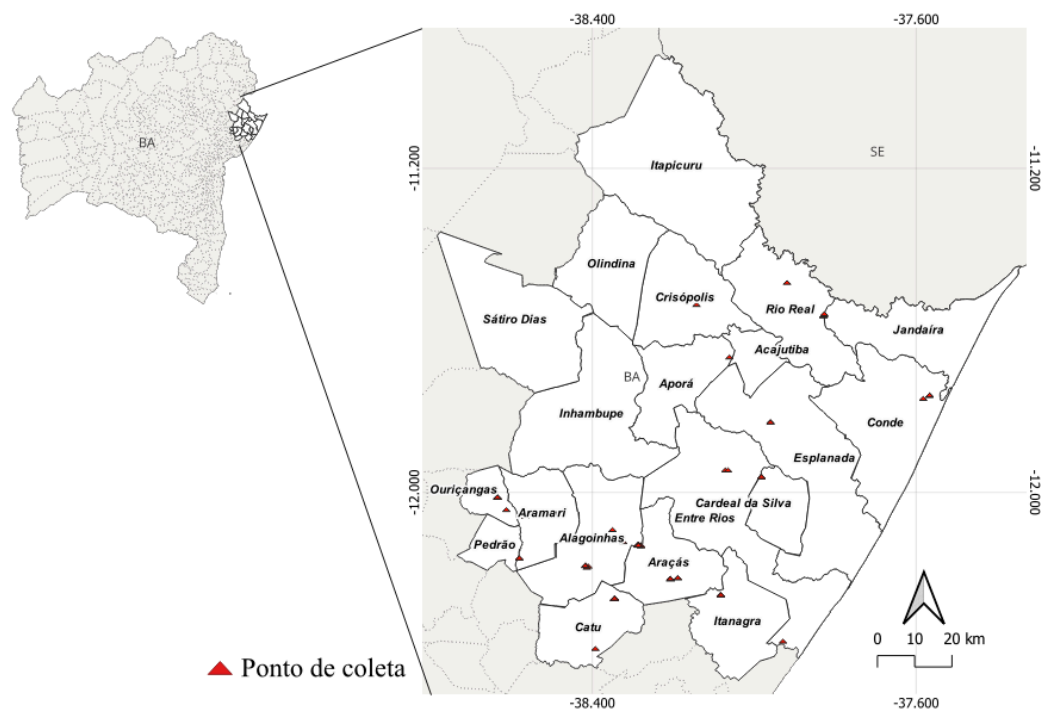 -38.400
-37.600
BA
SE
-11.200
-11.200
Itapicuru
Olindina
Crisópolis
Rio Real
Sátiro Dias
Jandaíra
Acajutiba
BA
Aporá
Inhambupe
Conde
Esplanada
Ouriçangas
-12.000
-12.000
Aramari
Cardeal da Silva
Entre Rios
Pedrão
Alagoinhas
Araçás
Catu
Itanagra
0 10 20 km
Ponto de coleta
-38.400
-37.600